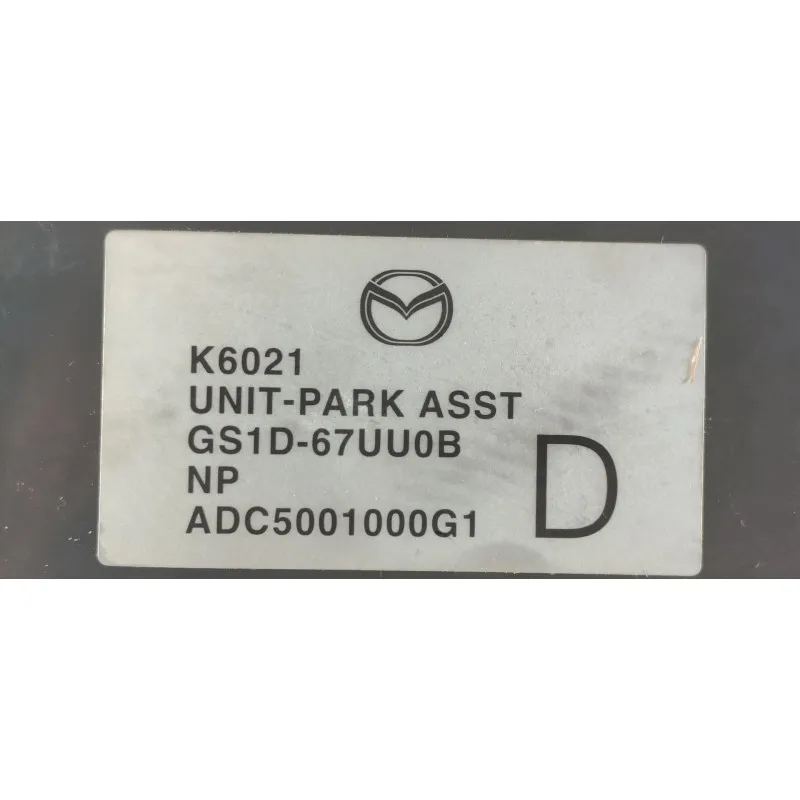 K6021
UNIT-PARK ASST
GS1D-67UU0B
NP
ADC5001000G1
D